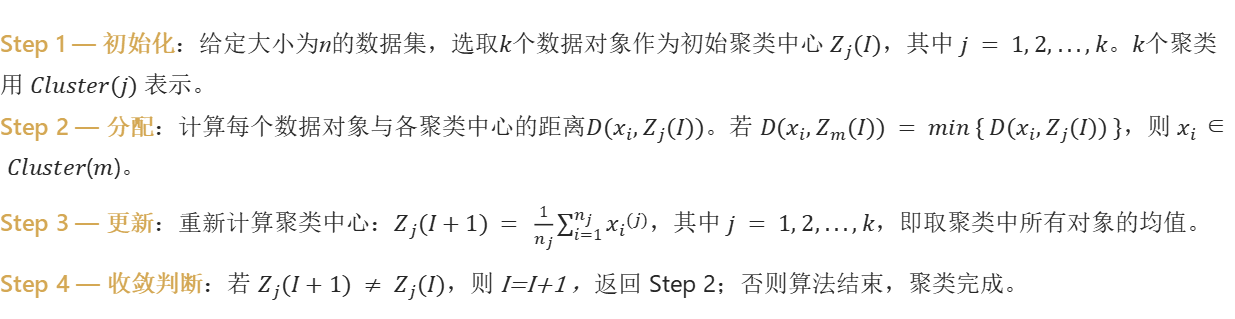 Step 1 — 初始化：给定大小为n的数据集，选取k个数据对象作为初始聚类中心 Z_j(I)，其中 j = 1, 2, ..., k。k个聚类
用 Cluster(j) 表示。
Step 2 — 分配：计算每个数据对象与各聚类中心的距离D(x_i, Z_j(I))。若 D(x_i, Z_m(I)) = min { D(x_i, Z_j(I)) }，则 x_i ∈
Cluster(m)。
Step 3 — 更新：重新计算聚类中心：Z_j(I + 1) = \frac{1}{n_j} \sum_{i=1}^{n_j} x_i^{(j)}，其中 j = 1, 2, ..., k，即取聚类中所有对象的均值。
Step 4 — 收敛判断：若 Z_j(I + 1) ≠ Z_j(I)，则 I=I+1，返回 Step 2；否则算法结束，聚类完成。